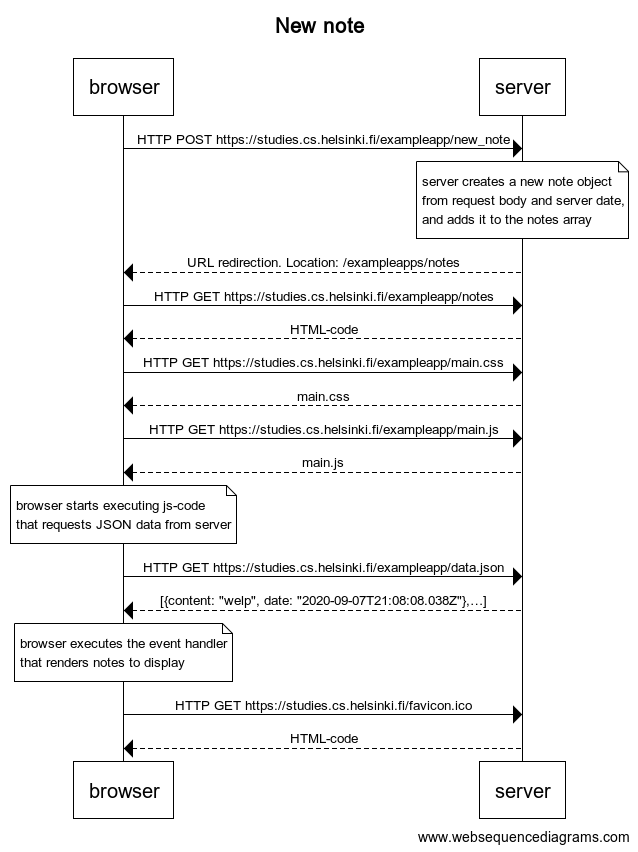 New note
browser
server
HTTP POST https://studies.cs.helsinki.fi/exampleapp/new_note
server creates a new note object
from request body and server date,
and adds it to the notes array
URL redirection. Location: /exampleapps/notes
HTTP GET https://studies.cs.helsinki.fi/exampleapp/notes
HTML-code
HTTP GET https://studies.cs.helsinki.fi/exampleapp/main.css
main.css
HTTP GET https://studies.cs.helsinki.fi/exampleapp/main.js
main.js
browser starts executing js-code
that requests JSON data from server
HTTP GET https://studies.cs.helsinki.fi/exampleapp/data.json
[{content: "welp", date: "2020-09-07T21:08:08.038Z"},...]
browser executes the event handler
that renders notes to display
HTTP GET https://studies.cs.helsinki.fi/favicon.ico
HTML-code
browser
server
www.websequencediagrams.com